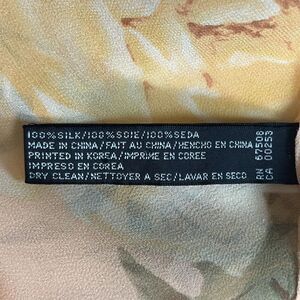 100% SILK/100% SOIE/100% SEDA
MADE IN CHINA/FAIT AU CHINA/HENCHO EN CHINA
PRINTED IN KOREA/IMPRIME EN COREE
IMPRESO EN COREA
DRY CLEAN/NETTOYER A SEC/LAVAR EN SECO
RN 67508
CA 00253